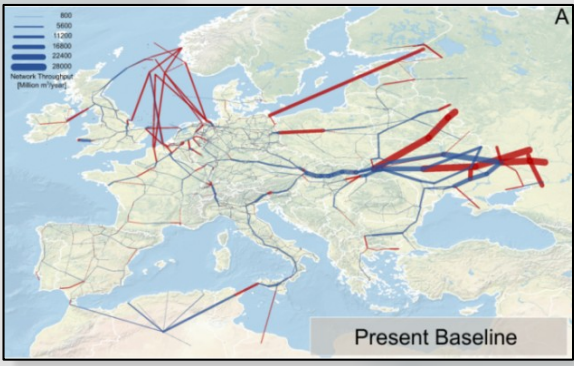 A
800
5600
11200
16800
22400
28000
Network Throughput
[Million m³/year]
Present Baseline